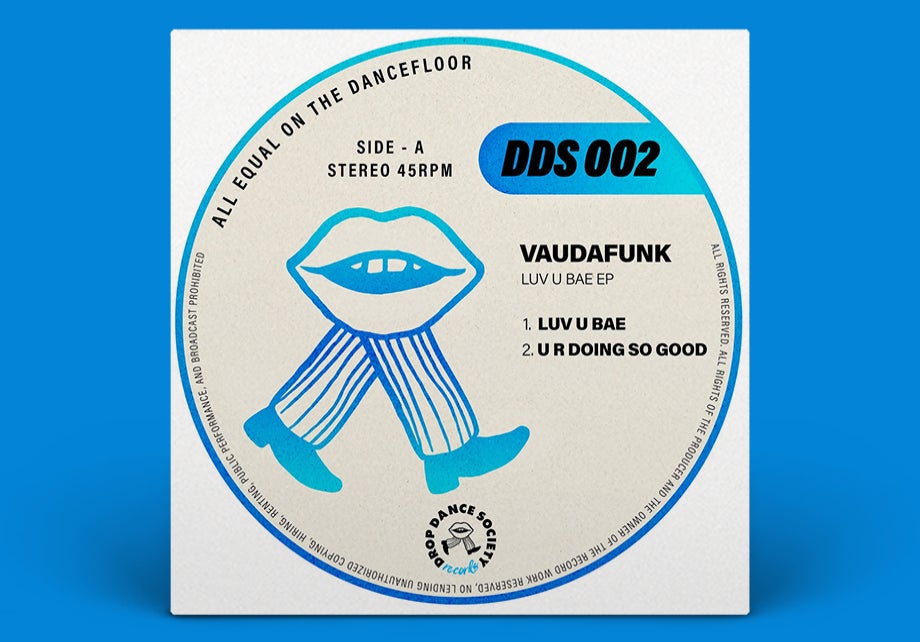 ALL EQUAL ON THE DANCEFLOOR
SIDE - A
STEREO 45RPM
DDS 002
VAUDAFUNK
LUV U BAE EP
1. LUV U BAE
2. U R DOING SO GOOD
ALL RIGHTS RESERVED. ALL RIGHTS OF THE PRODUCER AND THE OWNER OF THE RECORD WORK RESERVED, NO LENDING UNAUTHORIZED COPYING, HIRING, RENTING, PUBLIC PERFORMANCE, AND BROADCAST PROHIBITED
DROP DANCE SOCIETY
records